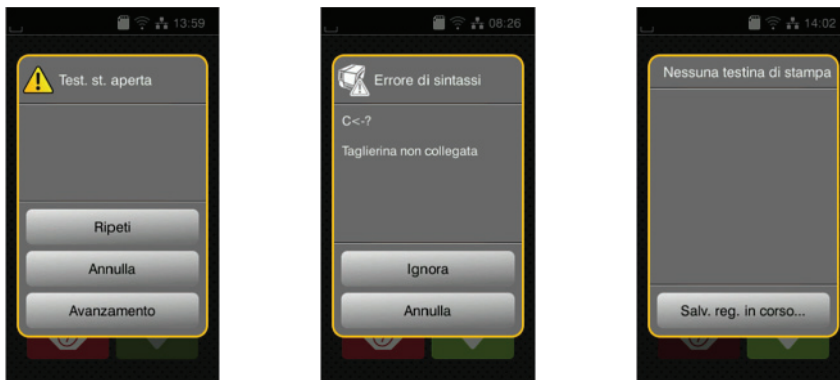 13:59
Test. st. aperta
Ripeti
Annulla
Avanzamento
08:26
Errore di sintassi
C<-?
Taglierina non collegata
Ignora
Annulla
14:02
Nessuna testina di stampa
Salv. reg. in corso...